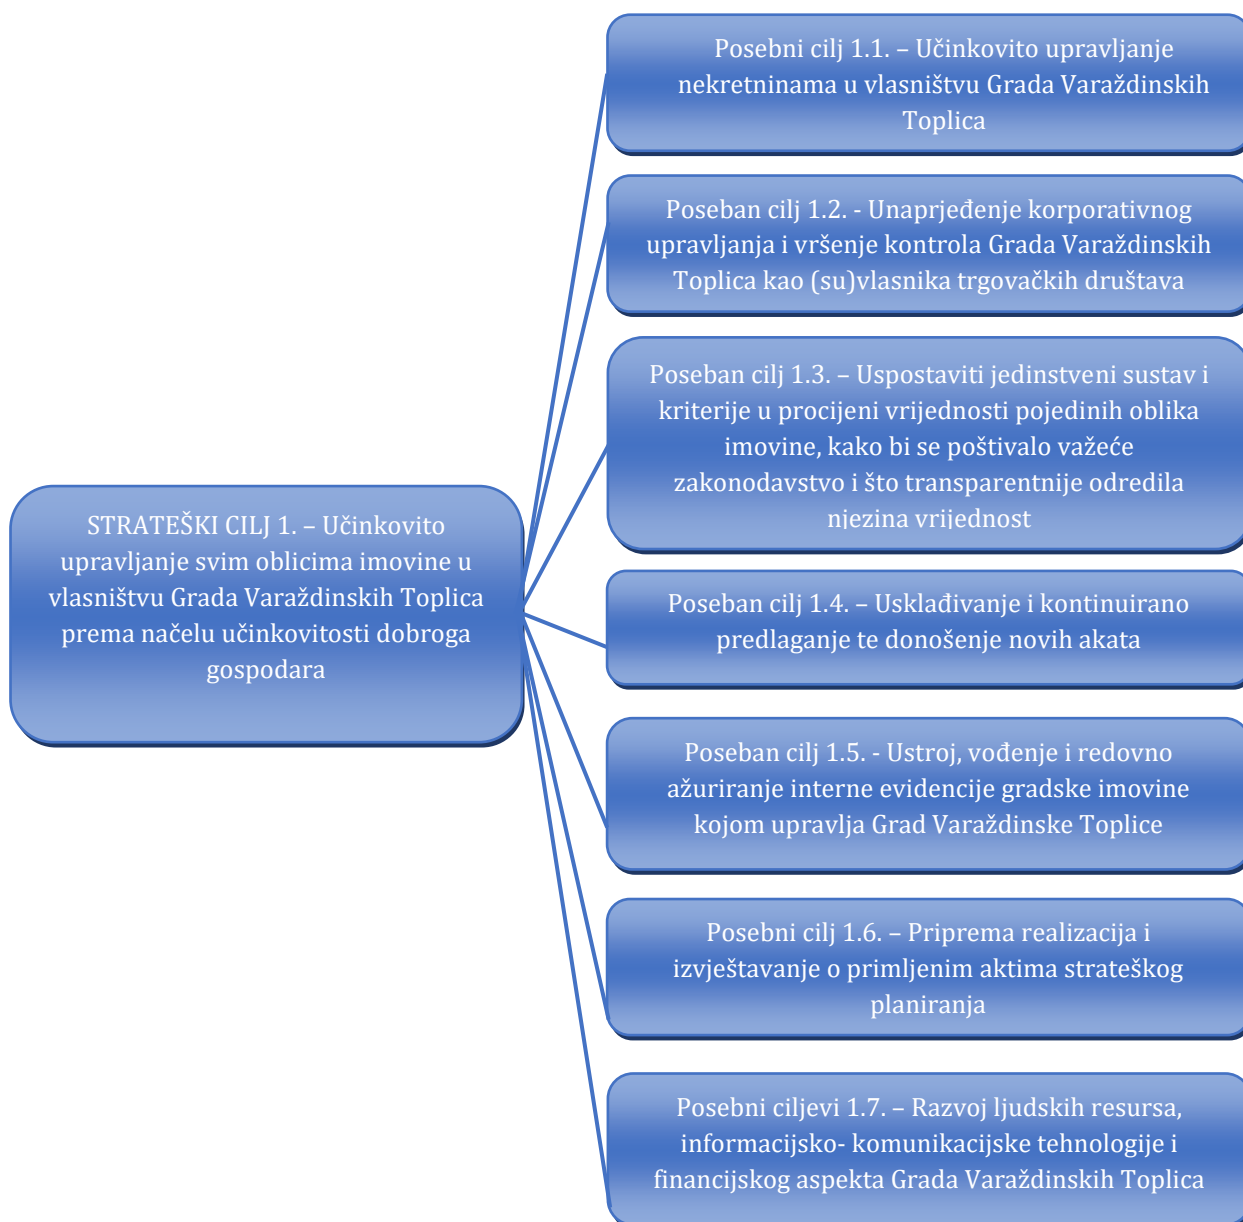 STRATEŠKI CILJ 1. – Učinkovito
upravljanje svim oblicima imovine u
vlasništvu Grada Varaždinskih Toplica
prema načelu učinkovitosti dobroga
gospodara
Posebni cilj 1.1. – Učinkovito upravljanje
nekretninama u vlasništvu Grada Varaždinskih
Toplica
Poseban cilj 1.2. - Unaprjeđenje korporativnog
upravljanja i vršenje kontrola Grada Varaždinskih
Toplica kao (su)vlasnika trgovačkih društava
Poseban cilj 1.3. – Uspostaviti jedinstveni sustav i
kriterije u procijeni vrijednosti pojedinih oblika
imovine, kako bi se poštivalo važeće
zakonodavstvo i što transparentnije odredila
njezina vrijednost
Poseban cilj 1.4. – Usklađivanje i kontinuirano
predlaganje te donošenje novih akata
Poseban cilj 1.5. - Ustroj, vođenje i redovno
ažuriranje interne evidencije gradske imovine
kojom upravlja Grad Varaždinske Toplice
Posebni cilj 1.6. – Priprema realizacija i
izvještavanje o primljenim aktima strateškog
planiranja
Posebni ciljevi 1.7. – Razvoj ljudskih resursa,
informacijsko- komunikacijske tehnologije i
financijskog aspekta Grada Varaždinskih Toplica